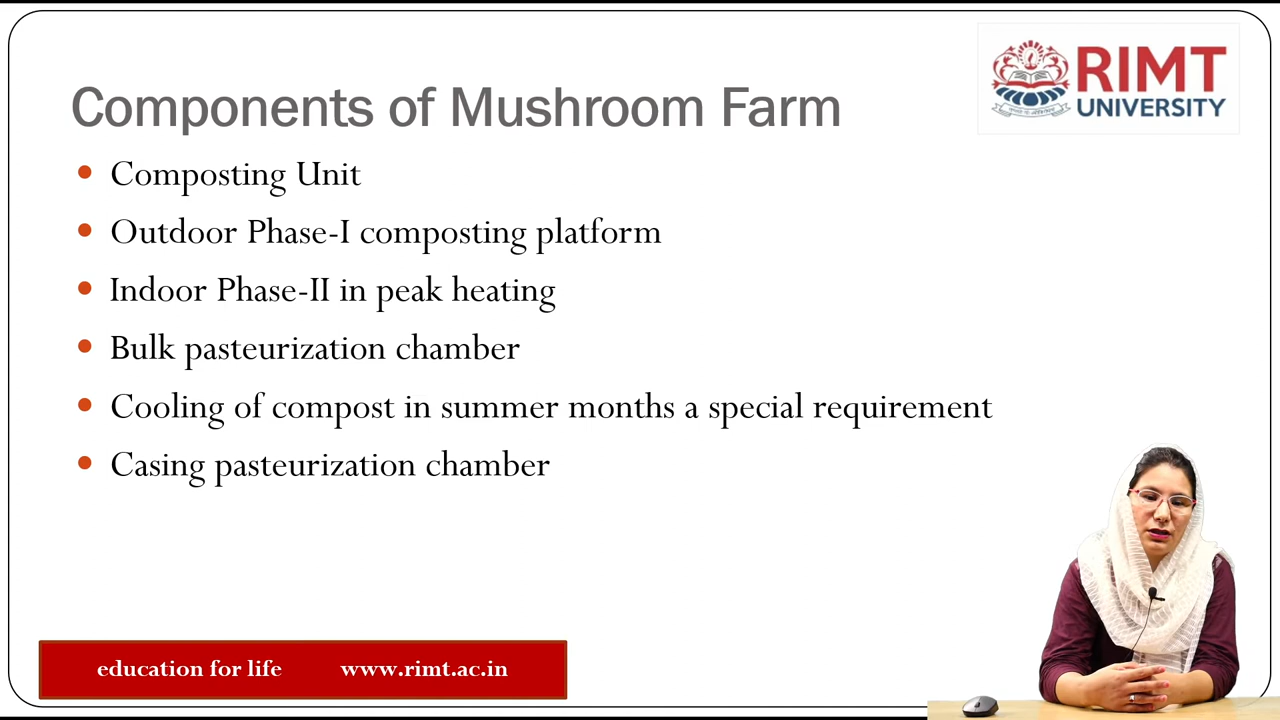 RIMT
UNIVERSITY
Components of Mushroom Farm
• Composting Unit
• Outdoor Phase-I composting platform
• Indoor Phase-II in peak heating
• Bulk pasteurization chamber
• Cooling of compost in summer months a special requirement
• Casing pasteurization chamber
education for life www.rimt.ac.in